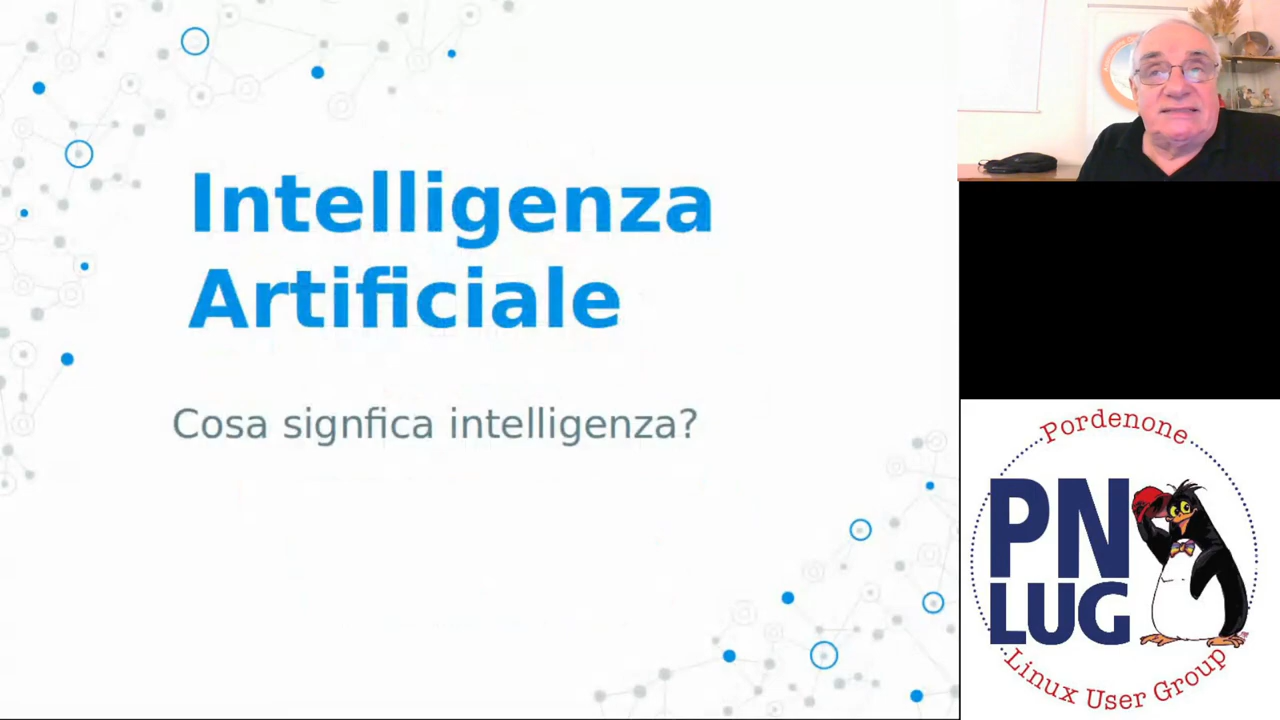 Intelligenza
Artificiale
Cosa signfica intelligenza?
Pordenone
PN
LUG
Linux User Group